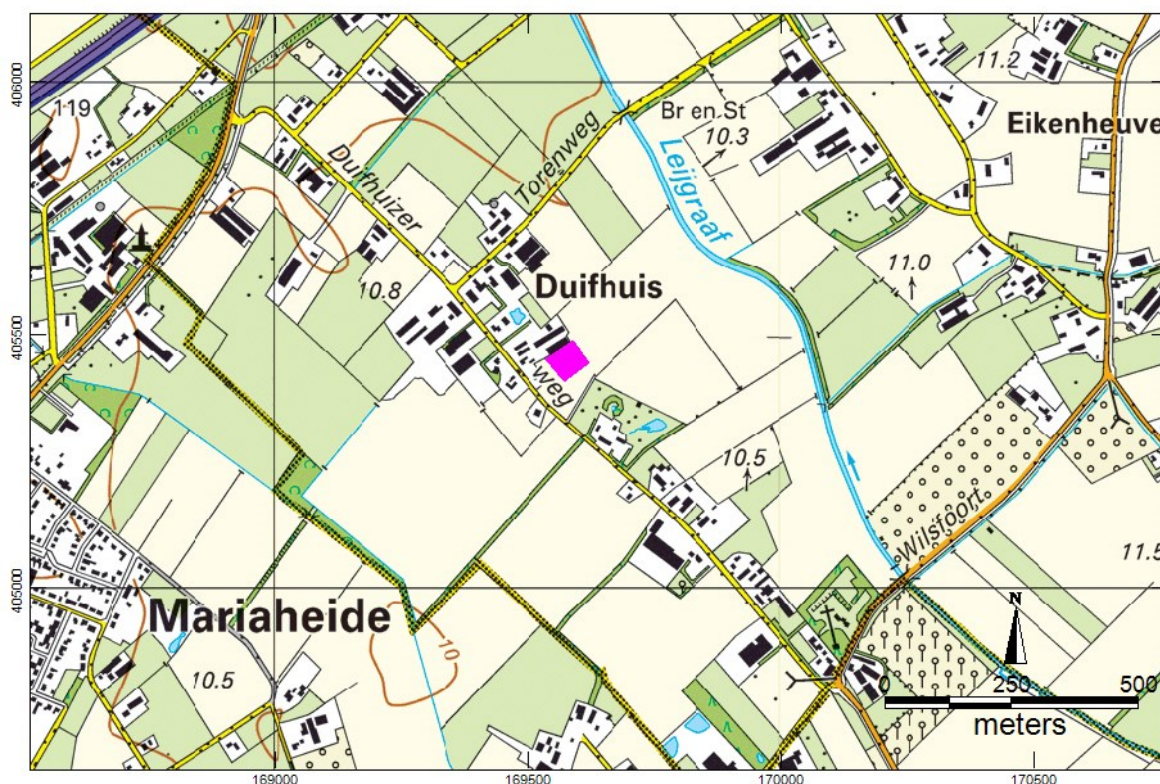 406000
119
11.2
Br en St
10.3
Eikenheuve
Torenweg
Duifhuizer
weg
Leijgraaf
10.8
Duifhuis
11.0
405500
10.5
Wilsfoort
11.5
405000
Mariaheide
10
10.5
N
0 250 500
meters
169000 169500 170000 170500